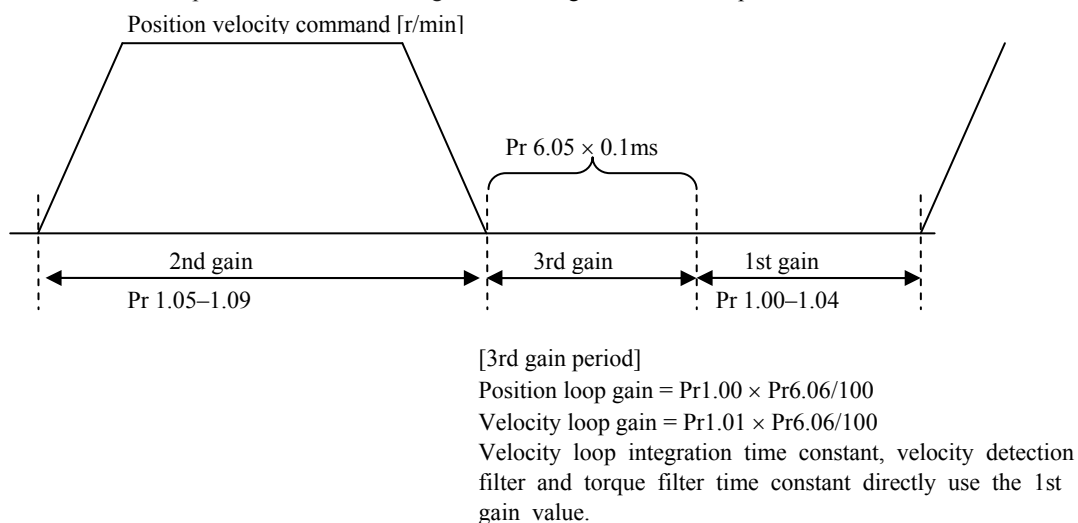 Position velocity command [r/min]
Pr 6.05 × 0.1ms
2nd gain
3rd gain
1st gain
Pr 1.05–1.09
Pr 1.00–1.04
[3rd gain period]
Position loop gain = Pr1.00 × Pr6.06/100
Velocity loop gain = Pr1.01 × Pr6.06/100
Velocity loop integration time constant, velocity detection
filter and torque filter time constant directly use the 1st
gain value.